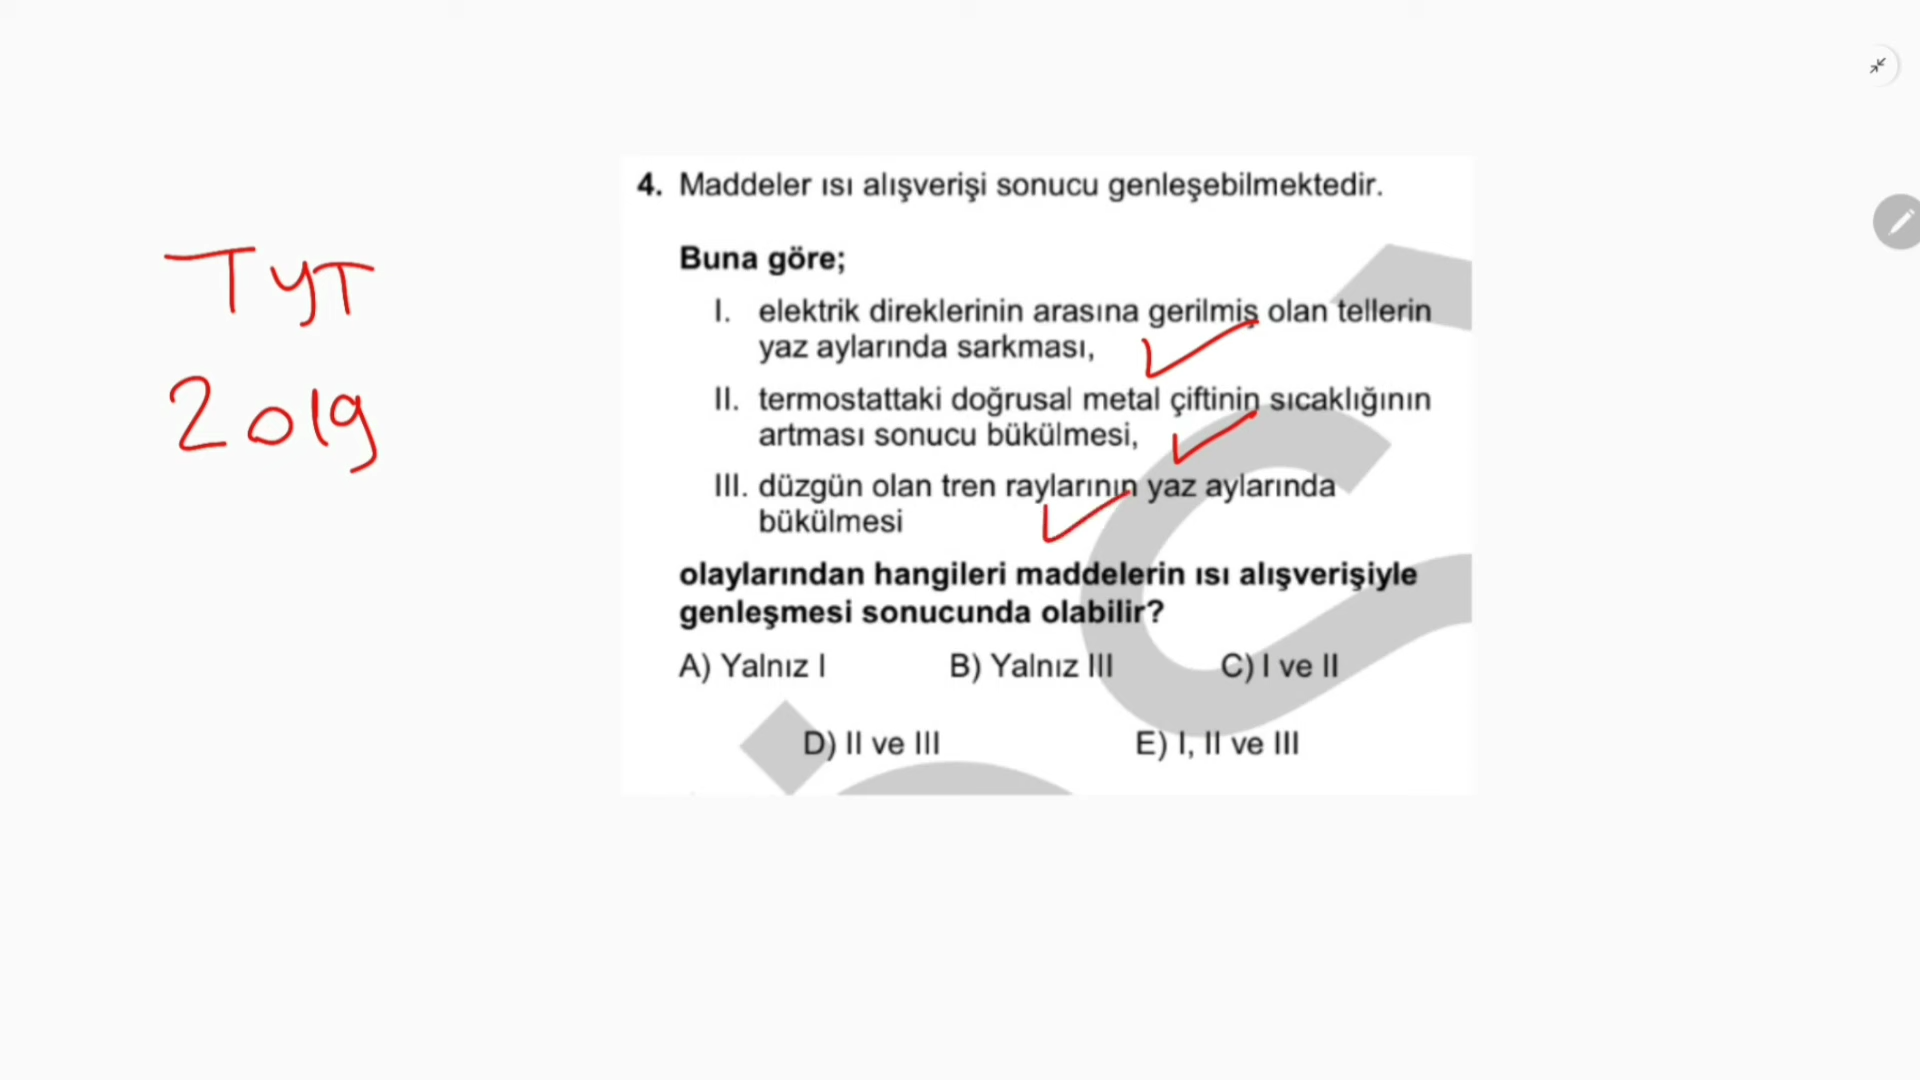 TYT
2019
4. Maddeler ısı alışverişi sonucu genleşebilmektedir.
Buna göre;
I. elektrik direklerinin arasına gerilmiş olan tellerin
yaz aylarında sarkması,
II. termostattaki doğrusal metal çiftinin sıcaklığının
artması sonucu bükülmesi,
III. düzgün olan tren raylarının yaz aylarında
bükülmesi
olaylarından hangileri maddelerin ısı alışverişiyle
genleşmesi sonucunda olabilir?
A) Yalnız I B) Yalnız III C) I ve II
D) II ve III E) I, II ve III